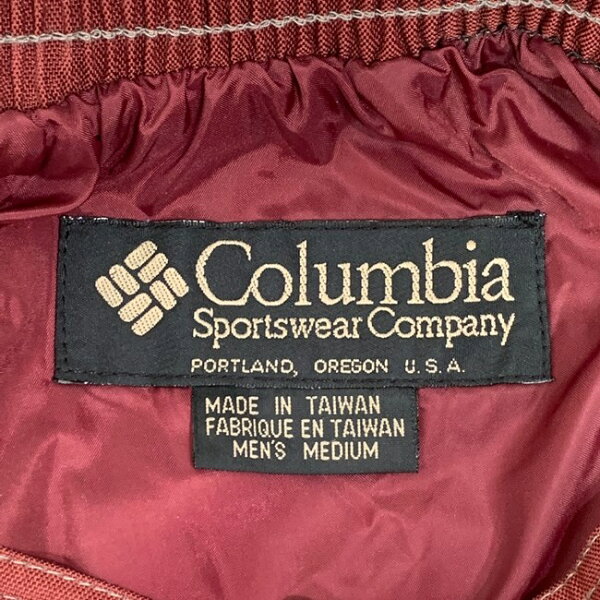 Columbia
Sportswear Company
PORTLAND, OREGON U.S.A.
MADE IN TAIWAN
FABRIQUE EN TAIWAN
MEN'S MEDIUM